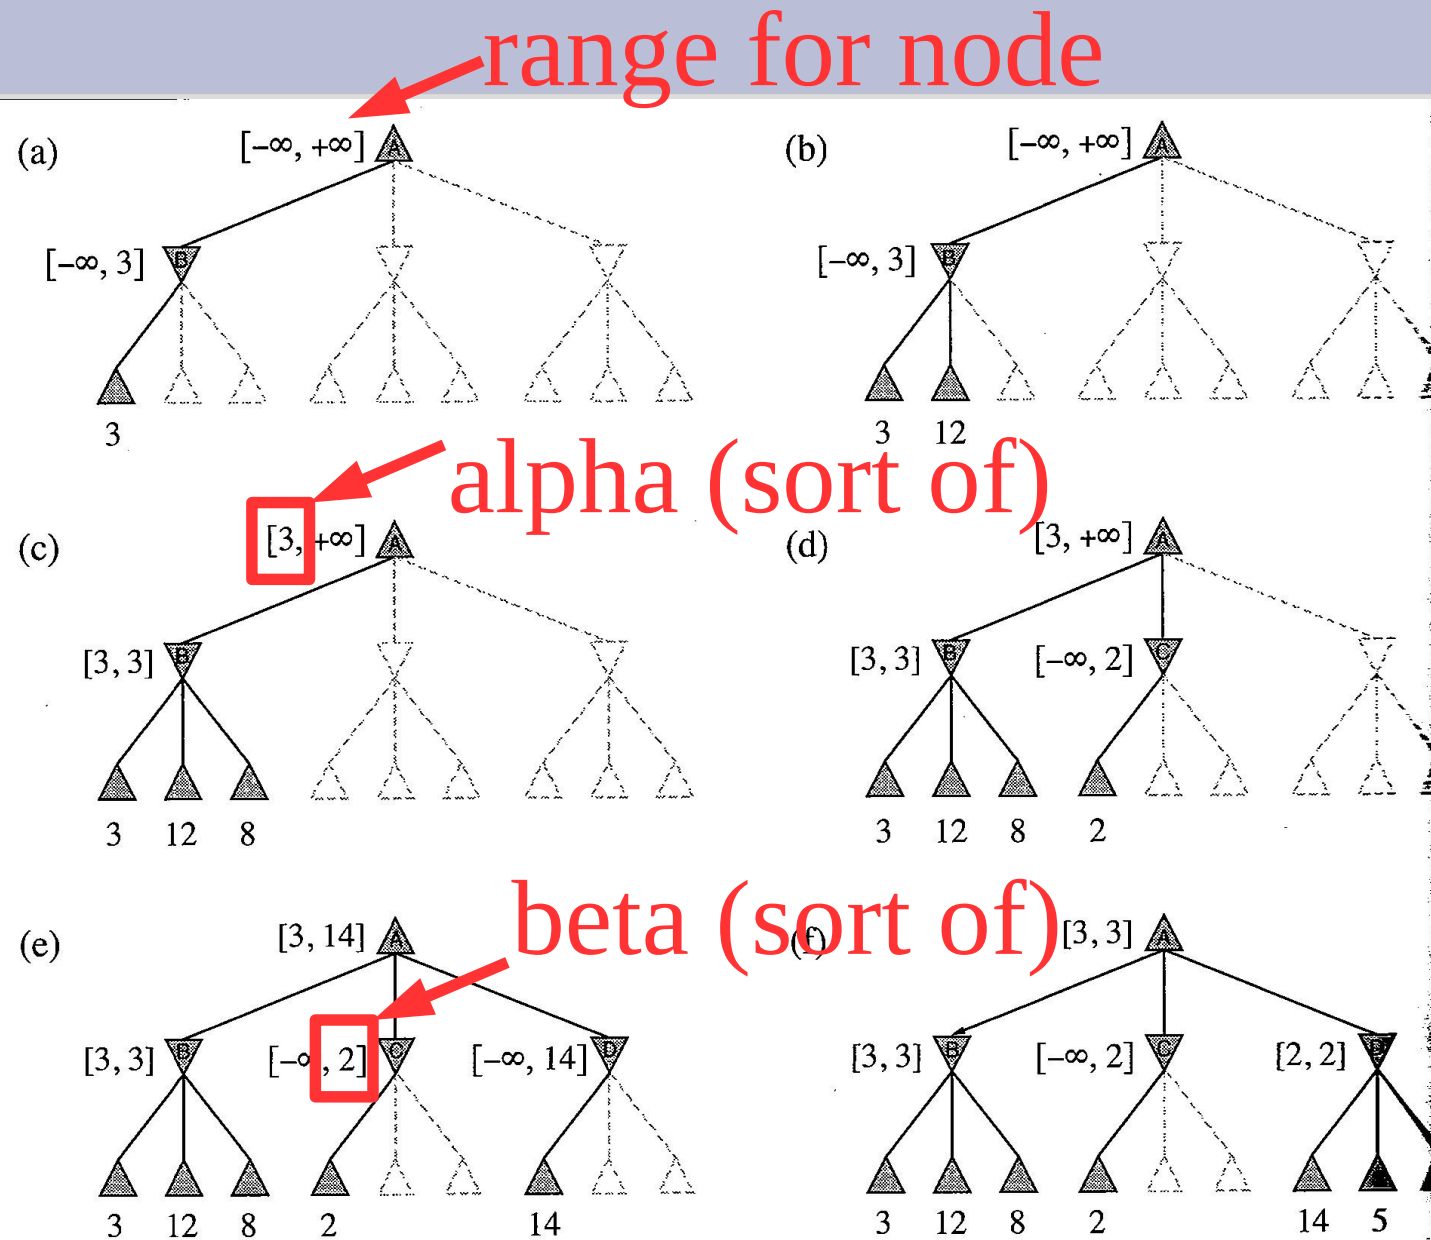 range for node
(a)
[–∞, +∞] A
[–∞, 3] B
3
(b)
[–∞, +∞] A
[–∞, 3] B
3 12
alpha (sort of)
(c)
[3, +∞] A
[3, 3] B
3 12 8
(d)
[3, +∞] A
[3, 3] B [–∞, 2] C
3 12 8 2
beta (sort of)
(e)
[3, 14] A
[3, 3] B [–∞, 2] C [–∞, 14] D
3 12 8 2 14
(f)
[3, 3] A
[3, 3] B [–∞, 2] C [2, 2] D
3 12 8 2 14 5